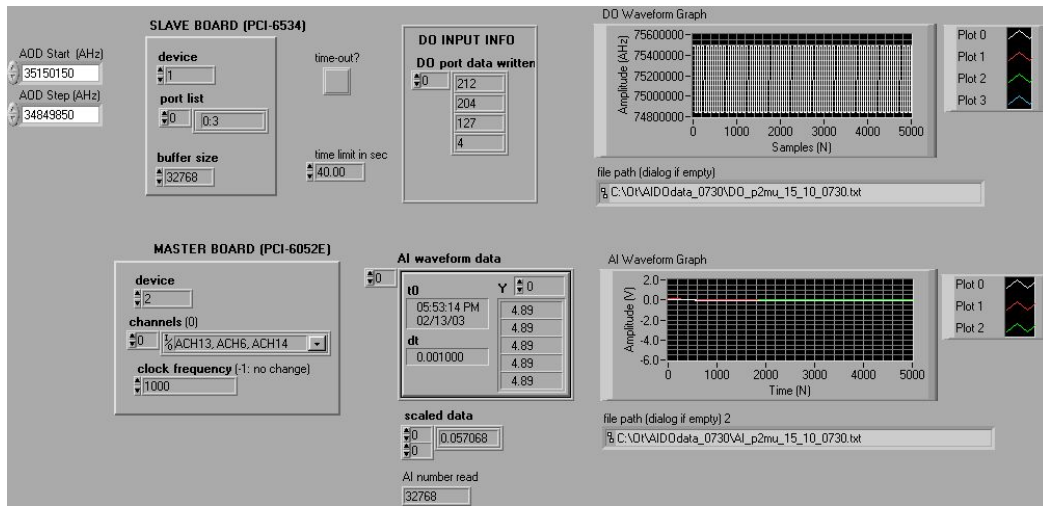 SLAVE BOARD (PCI-6534)
AOD Start (AHz)
35150150
AOD Step (AHz)
34849850
device
1
port list
0
0:3
buffer size
32768
time-out?
time limit in sec
40.00
DO INPUT INFO
DO port data written
0
212
204
127
4
DO Waveform Graph
Amplitude (AHz)
75600000
75400000
75200000
75000000
74800000
0 1000 2000 3000 4000 5000
Samples (N)
Plot 0
Plot 1
Plot 2
Plot 3
file path (dialog if empty)
C:\Ot\AIDOdata_0730\DO_p2mu_15_10_0730.txt
MASTER BOARD (PCI-6052E)
device
2
channels (0)
0
ACH13, ACH6, ACH14
clock frequency (-1: no change)
1000
AI waveform data
0
t0
05:53:14 PM
02/13/03
dt
0.001000
Y 0
4.89
4.89
4.89
4.89
4.89
scaled data
0
0
0.057068
AI number read
32768
AI Waveform Graph
Amplitude (V)
2.0
0.0
-2.0
-4.0
-6.0
0 1000 2000 3000 4000 5000
Time (N)
Plot 0
Plot 1
Plot 2
file path (dialog if empty) 2
C:\Ot\AIDOdata_0730\AI_p2mu_15_10_0730.txt